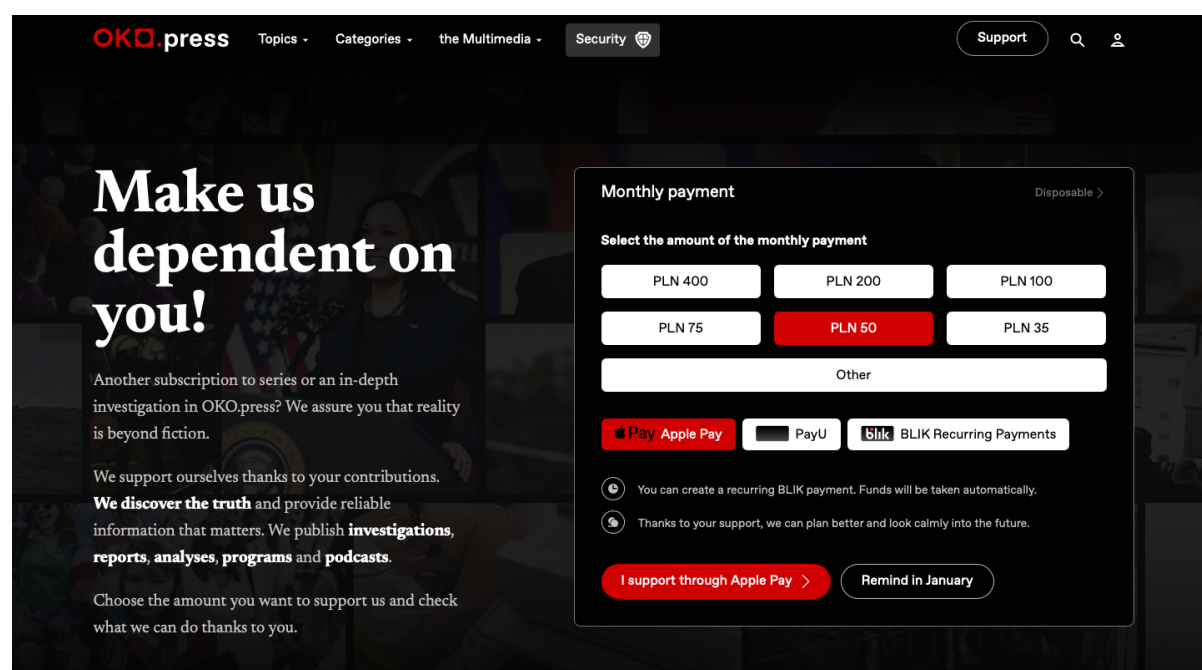 OKO.press
Topics
Categories
the Multimedia
Security
Support
Make us
dependent on
you!
Another subscription to series or an in-depth
investigation in OKO.press? We assure you that reality
is beyond fiction.
We support ourselves thanks to your contributions.
We discover the truth and provide reliable
information that matters. We publish investigations,
reports, analyses, programs and podcasts.
Choose the amount you want to support us and check
what we can do thanks to you.
Monthly payment
Disposable >
Select the amount of the monthly payment
PLN 400
PLN 200
PLN 100
PLN 75
PLN 50
PLN 35
Other
Pay Apple Pay
PayU
blik BLIK Recurring Payments
You can create a recurring BLIK payment. Funds will be taken automatically.
Thanks to your support, we can plan better and look calmly into the future.
I support through Apple Pay >
Remind in January